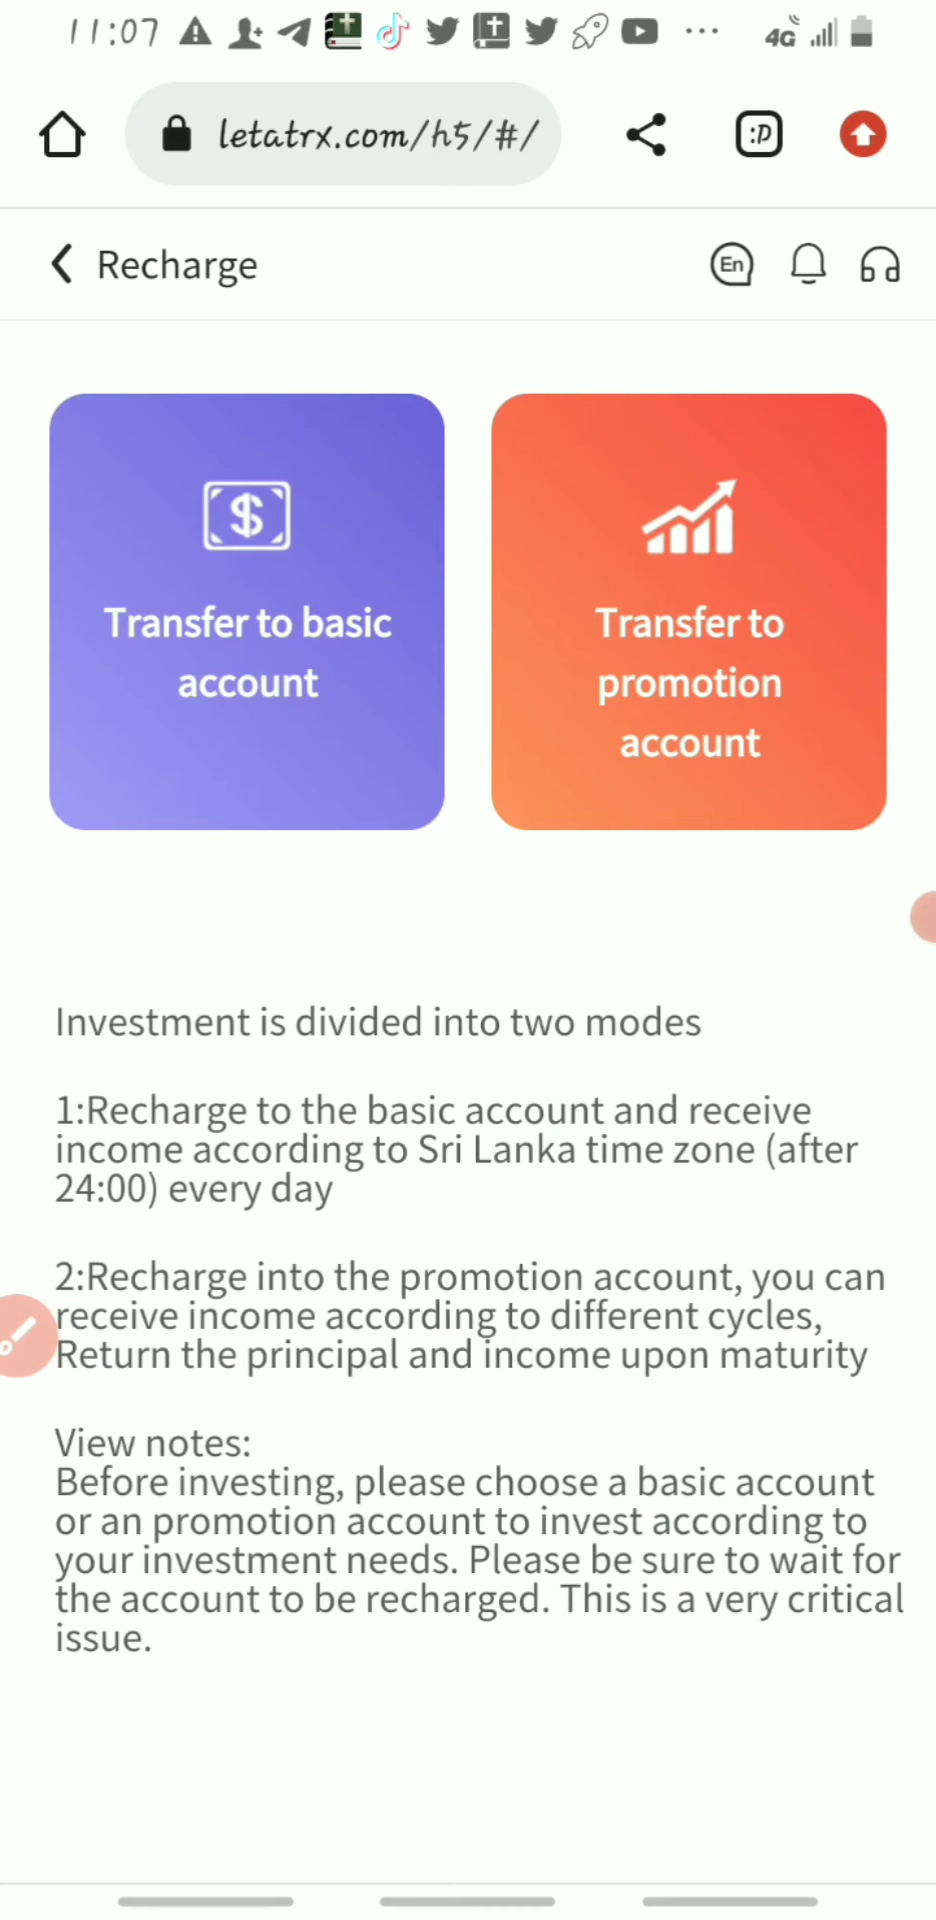 11:07
4G
letatrx.com/h5/#/
:D
Recharge
En
Transfer to basic
account
Transfer to
promotion
account
Investment is divided into two modes
1:Recharge to the basic account and receive
income according to Sri Lanka time zone (after
24:00) every day
2:Recharge into the promotion account, you can
receive income according to different cycles,
Return the principal and income upon maturity
View notes:
Before investing, please choose a basic account
or an promotion account to invest according to
your investment needs. Please be sure to wait for
the account to be recharged. This is a very critical
issue.